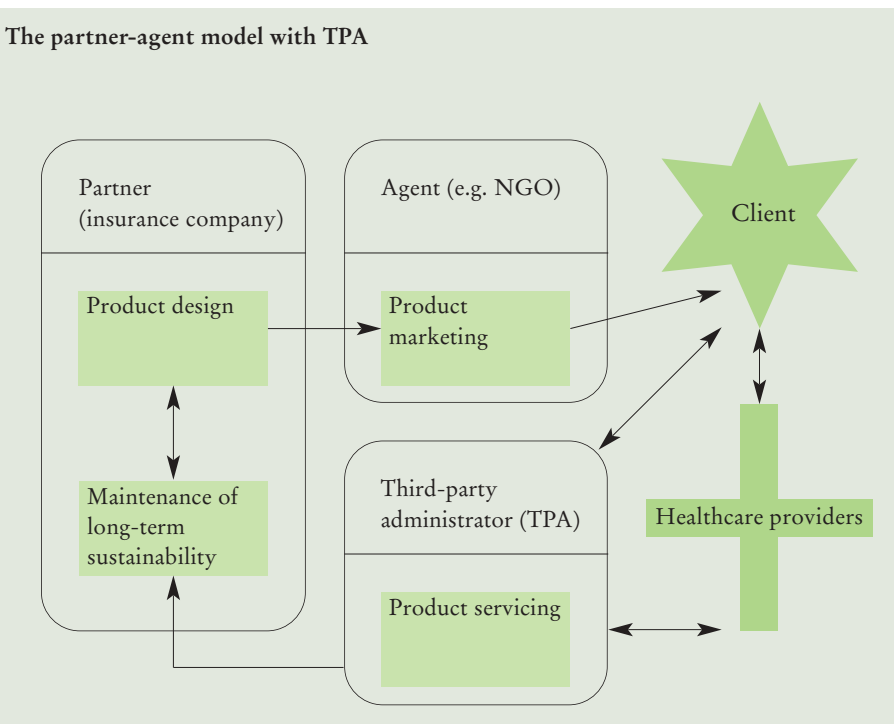 The partner-agent model with TPA
Partner
(insurance company)
Agent (e.g. NGO)
Client
Product design
Product
marketing
Maintenance of
long-term
sustainability
Third-party
administrator (TPA)
Healthcare providers
Product servicing